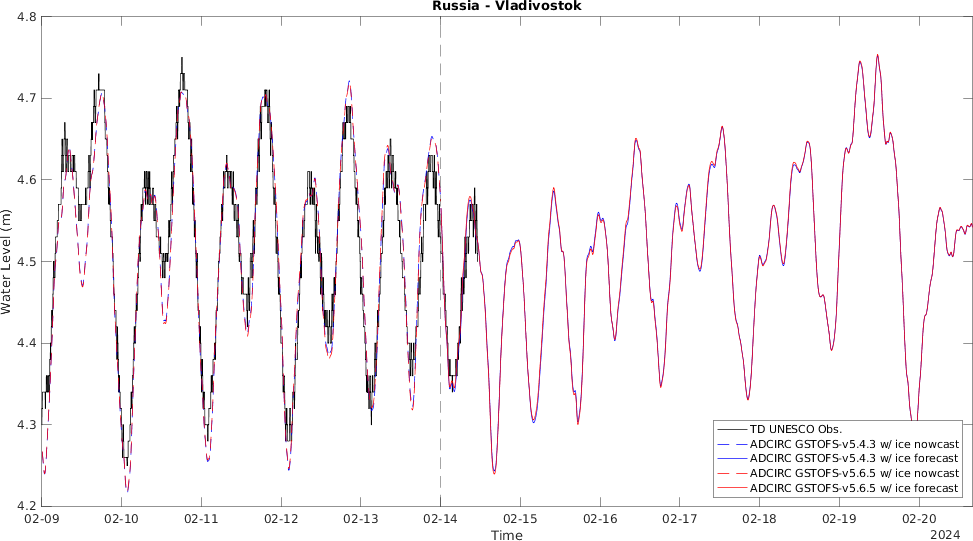 Russia - Vladivostok
4.8
4.7
4.6
4.5
4.4
4.3
4.2
Water Level (m)
02-09 02-10 02-11 02-12 02-13 02-14 02-15 02-16 02-17 02-18 02-19 02-20
Time
2024
TD UNESCO Obs.
ADCIRC GSTOFS-v5.4.3 w/ ice nowcast
ADCIRC GSTOFS-v5.4.3 w/ ice forecast
ADCIRC GSTOFS-v5.6.5 w/ ice nowcast
ADCIRC GSTOFS-v5.6.5 w/ ice forecast